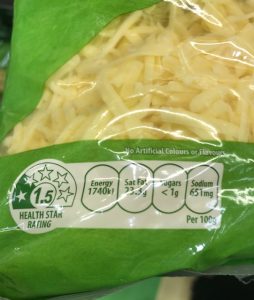 No Artificial Colours or Flavours
1.5
HEALTH STAR
RATING
Energy
1740kJ
Sat Fat
Sugars
< 1g
Sodium
651mg
Per 100g